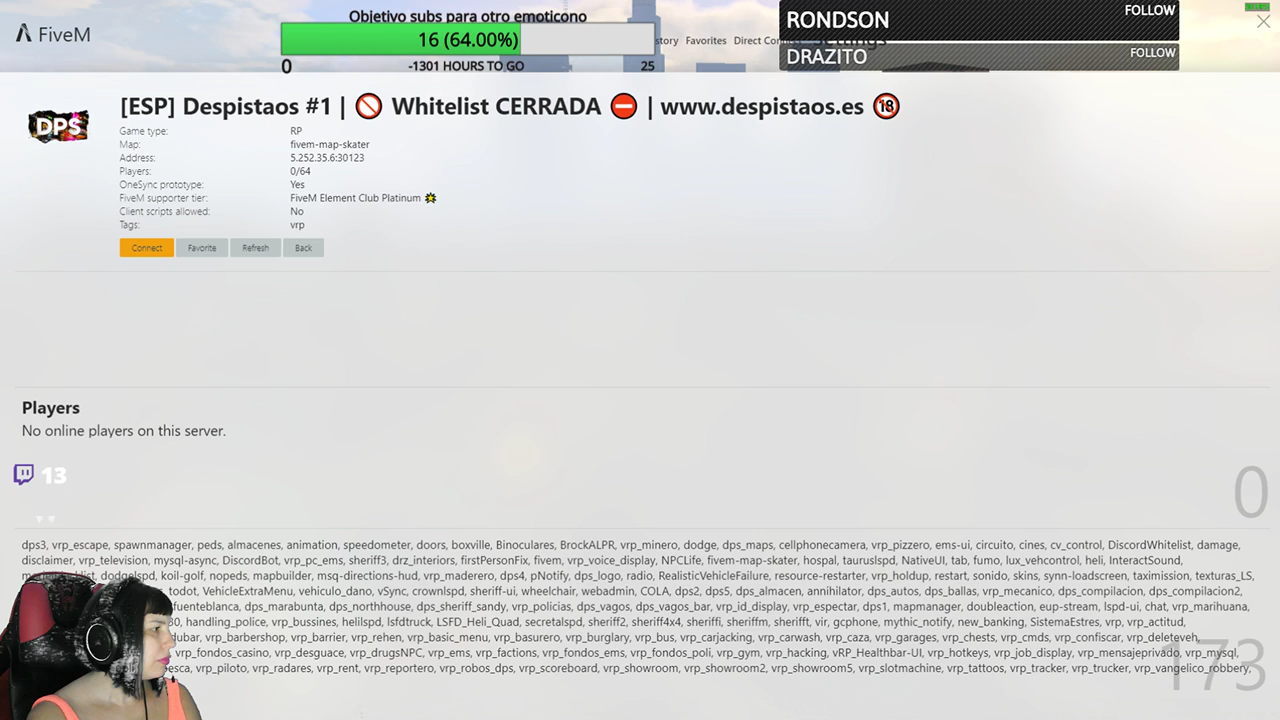 Objetivo subs para otro emoticono
FiveM
16 (64.00%)
0
-1301 HOURS TO GO
25
Favorites
RONDSON
FOLLOW
DRAZITO
FOLLOW
DPS
[ESP] Despistaos #1 | 🚫 Whitelist CERRADA ⛔ | www.despistaos.es 🔞
Game type: RP
Map: fivem-map-skater
Address: 5.252.35.6:30123
Players: 0/64
OneSync prototype: Yes
FiveM supporter tier: FiveM Element Club Platinum
Client scripts allowed: No
Tags: vrp
Connect Favorite Refresh Back
Players
No online players on this server.
13
0
dps3, vrp_escape, spawnmanager, peds, almacenes, animation, speedometer, doors, boxville, Binoculares, BrockALPR, vrp_minero, dodge, dps_maps, cellphonecamera, vrp_pizzero, ems-ui, circuito, cines, cv_control, DiscordWhitelist, damage,
disclaimer, vrp_television, mysql-async, DiscordBot, vrp_pc_ems, sheriff3, drz_interiors, firstPersonFix, fivem, vrp_voice_display, NPCLife, fivem-map-skater, hospal, tauruslspd, NativeUI, tab, fumo, lux_vehcontrol, heli, InteractSound,
dodgelspd, koil-golf, nopeds, mapbuilder, msq-directions-hud, vrp_maderero, dps4, pNotify, dps_logo, radio, RealisticVehicleFailure, resource-restarter, vrp_holdup, restart, sonido, skins, synn-loadscreen, taximission, texturas_LS,
todot, VehicleExtraMenu, vehiculo_dano, vSync, crownlspd, sheriff-ui, wheelchair, webadmin, COLA, dps2, dps5, dps_almacen, annihilator, dps_autos, dps_ballas, vrp_mecanico, dps_compilacion, dps_compilacion2,
fuenteblanca, dps_marabunta, dps_northhouse, dps_sheriff_sandy, vrp_policias, dps_vagos, dps_vagos_bar, vrp_id_display, vrp_espectar, dps1, mapmanager, doubleaction, eup-stream, lspd-ui, chat, vrp_marihuana,
30, handling_police, vrp_bussines, helilspd, lsfdtruck, LSFD_Heli_Quad, secretalspd, sheriff2, sheriff4x4, sheriffi, sheriffm, sherifft, vir, gcphone, mythic_notify, new_banking, SistemaEstres, vrp, vrp_actitud,
dubar, vrp_barbershop, vrp_barrier, vrp_rehen, vrp_basic_menu, vrp_basurero, vrp_burglary, vrp_bus, vrp_carjacking, vrp_carwash, vrp_caza, vrp_garages, vrp_chests, vrp_cmds, vrp_confiscar, vrp_deleteveh,
vrp_fondos_casino, vrp_desguace, vrp_drugsNPC, vrp_ems, vrp_factions, vrp_fondos_ems, vrp_fondos_poli, vrp_gym, vrp_hacking, vRP_Healthbar-UI, vrp_hotkeys, vrp_job_display, vrp_mensajeprivado, vrp_mysql,
pesca, vrp_piloto, vrp_radares, vrp_rent, vrp_reportero, vrp_robos_dps, vrp_scoreboard, vrp_showroom, vrp_showroom2, vrp_showroom5, vrp_slotmachine, vrp_tattoos, vrp_tracker, vrp_trucker, vrp_vangelico_robbery,
173